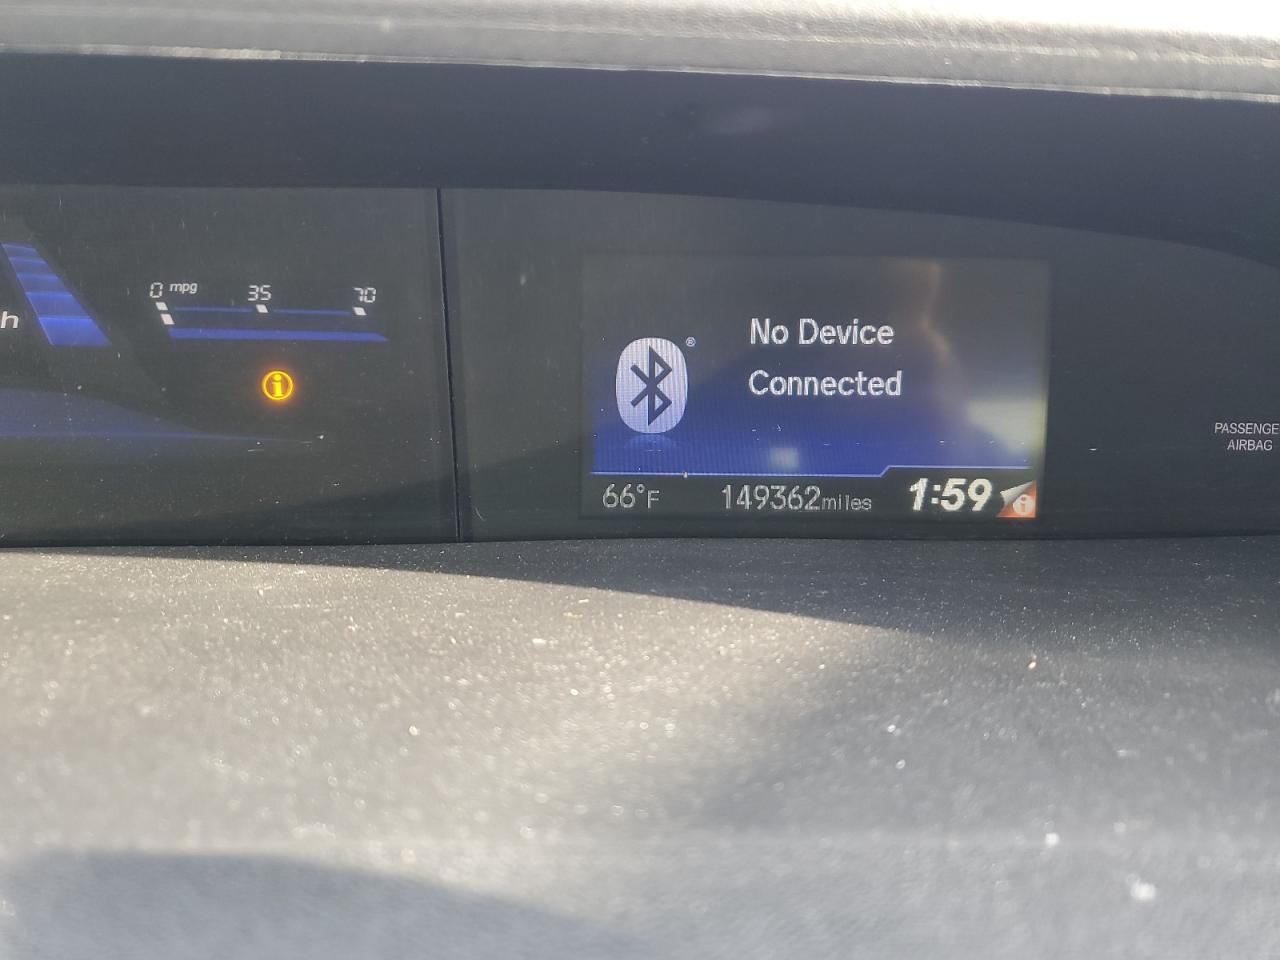 h
0 mpg 35 70
i
® No Device
Connected
66°F 149362miles 1:59 i
PASSENGE
AIRBAG